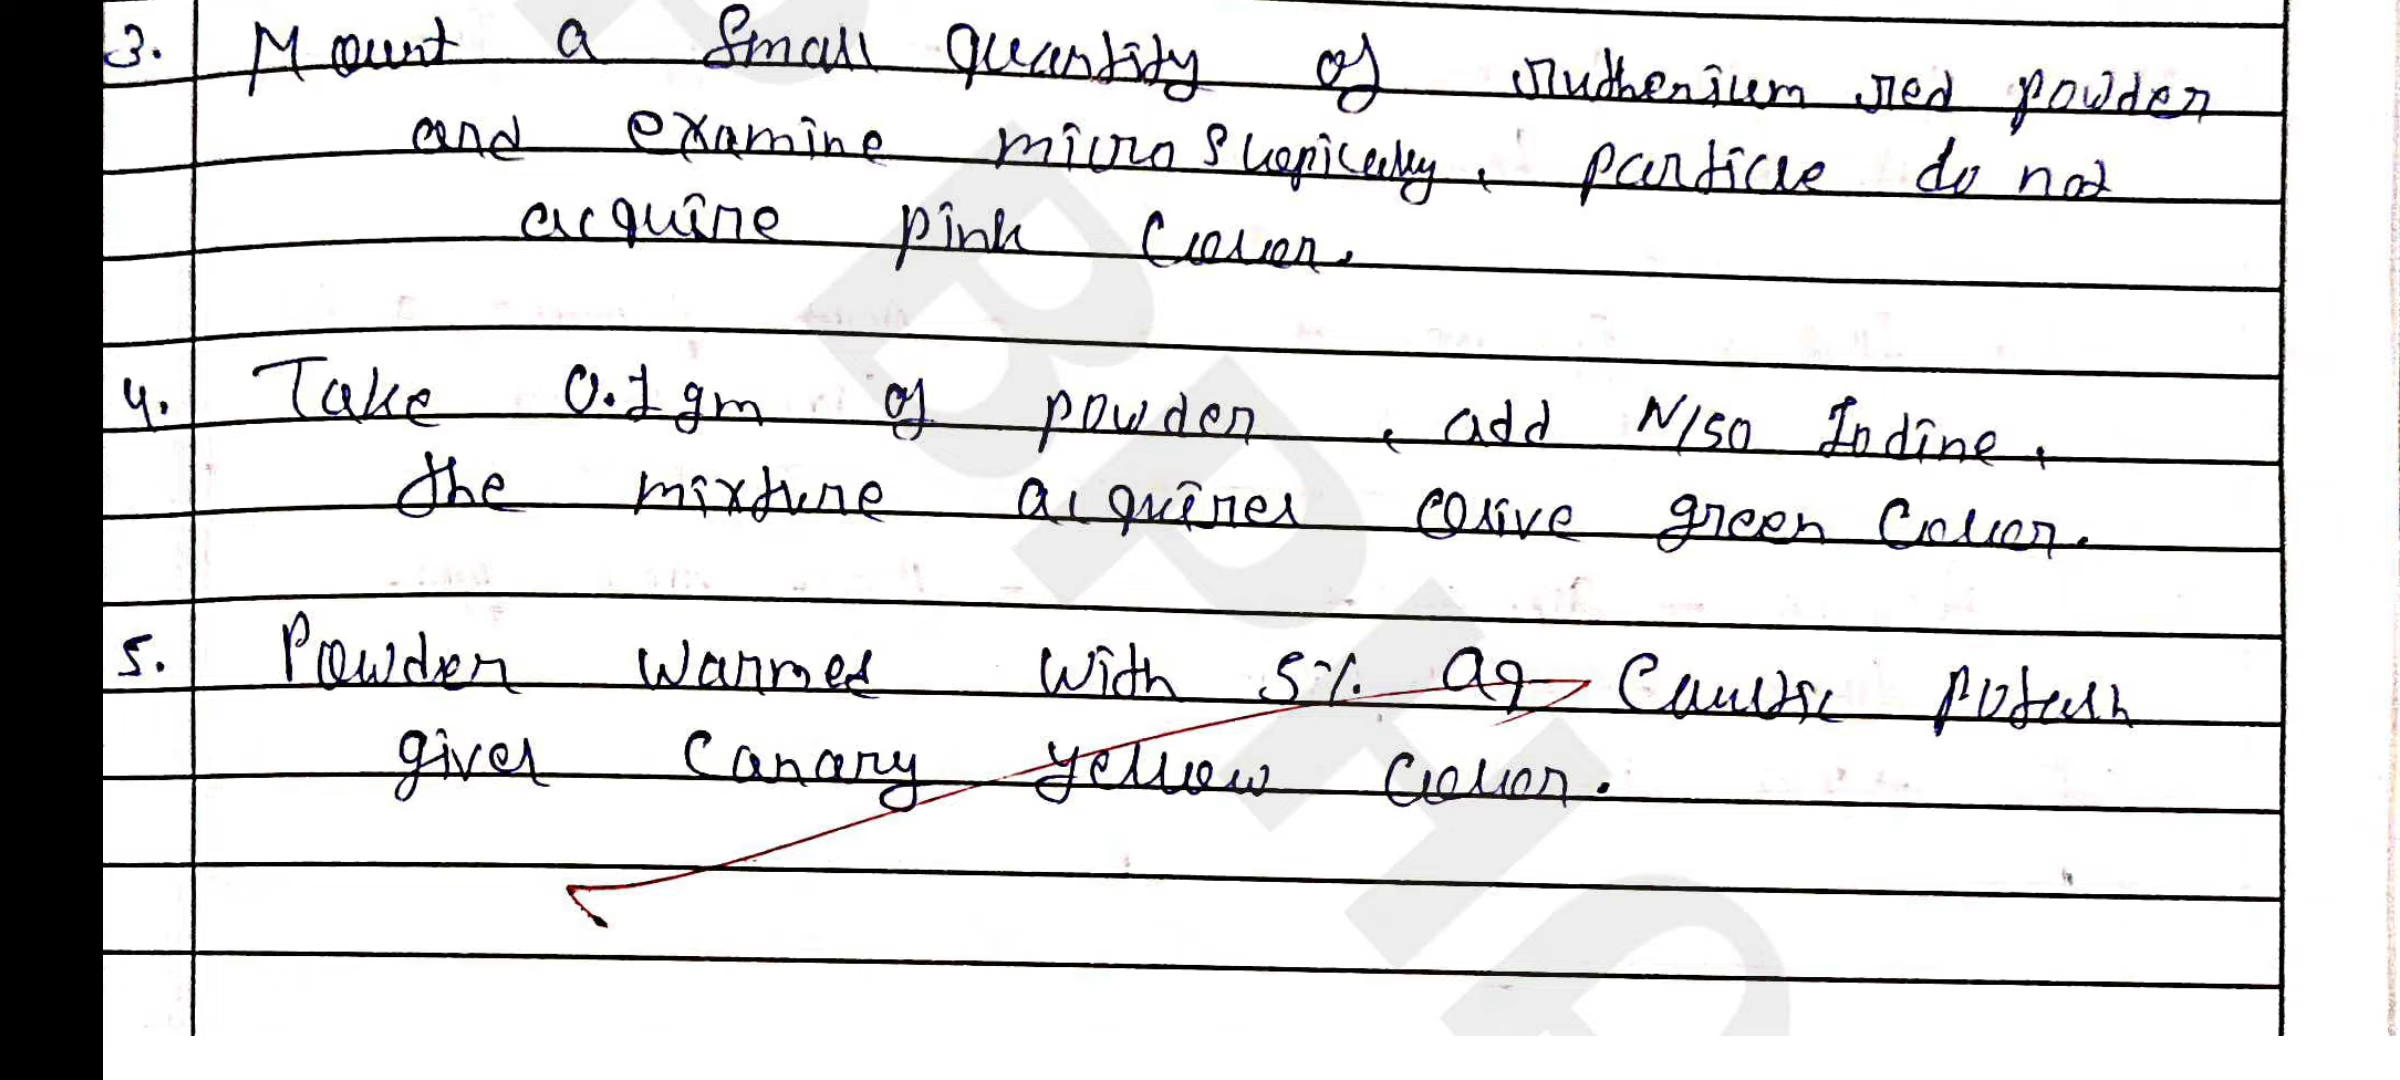 3. Mount a small quantity of ruthenium red powder
and examine microscopically, particle do not
acquire pink colour.
4. Take 0.1gm of powder, add N/50 Iodine,
the mixture acquires olive green colour.
5. Powder warmed with 5% aq caustic potash
gives canary yellow colour.
BPHC